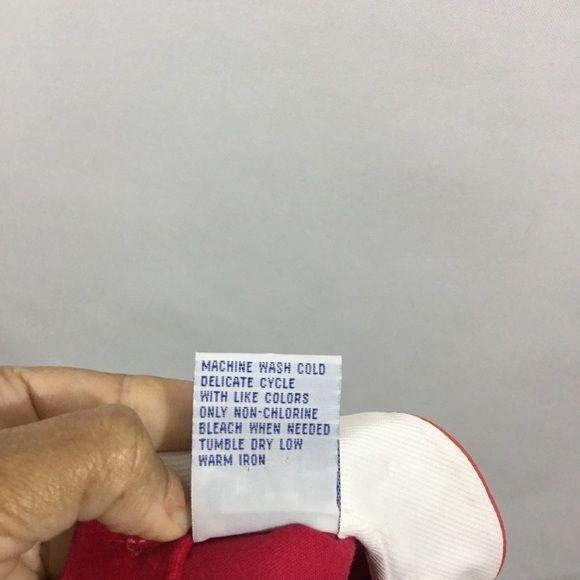 MACHINE WASH COLD
DELICATE CYCLE
WITH LIKE COLORS
ONLY NON-CHLORINE
BLEACH WHEN NEEDED
TUMBLE DRY LOW
WARM IRON